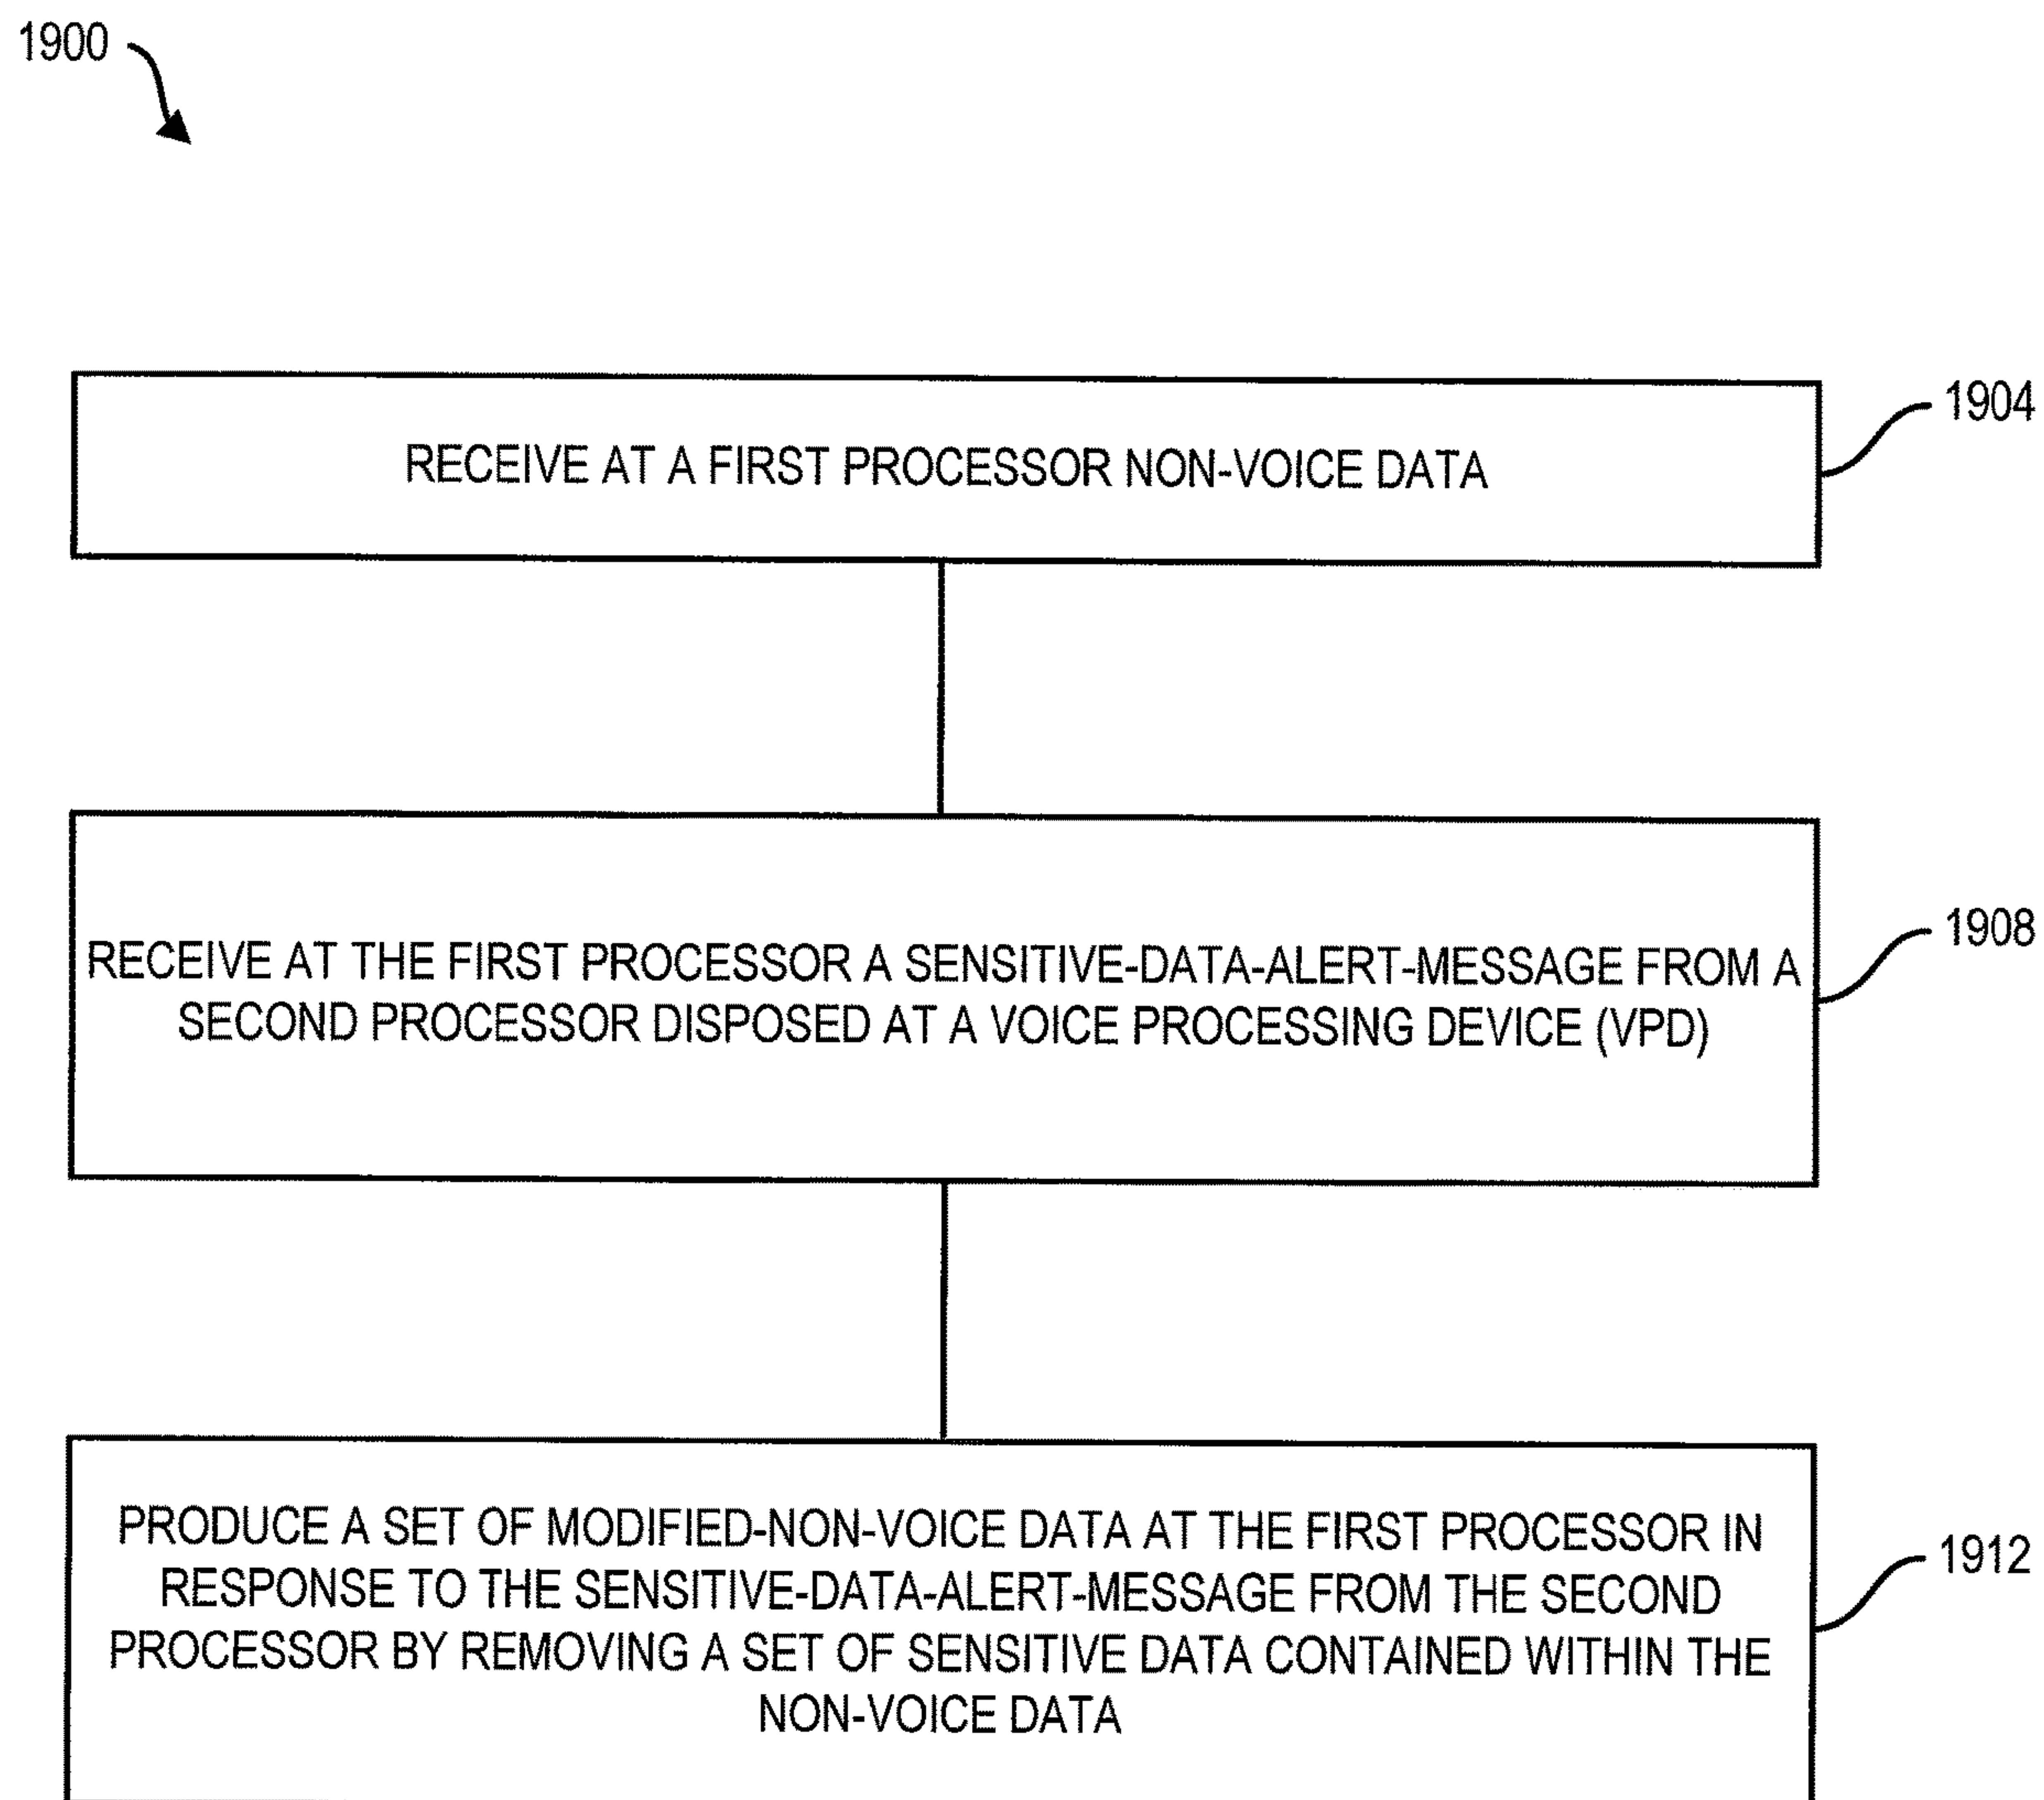 1900
RECEIVE AT A FIRST PROCESSOR NON-VOICE DATA
1904
RECEIVE AT THE FIRST PROCESSOR A SENSITIVE-DATA-ALERT-MESSAGE FROM A
SECOND PROCESSOR DISPOSED AT A VOICE PROCESSING DEVICE (VPD)
1908
PRODUCE A SET OF MODIFIED-NON-VOICE DATA AT THE FIRST PROCESSOR IN
RESPONSE TO THE SENSITIVE-DATA-ALERT-MESSAGE FROM THE SECOND
PROCESSOR BY REMOVING A SET OF SENSITIVE DATA CONTAINED WITHIN THE
NON-VOICE DATA
1912